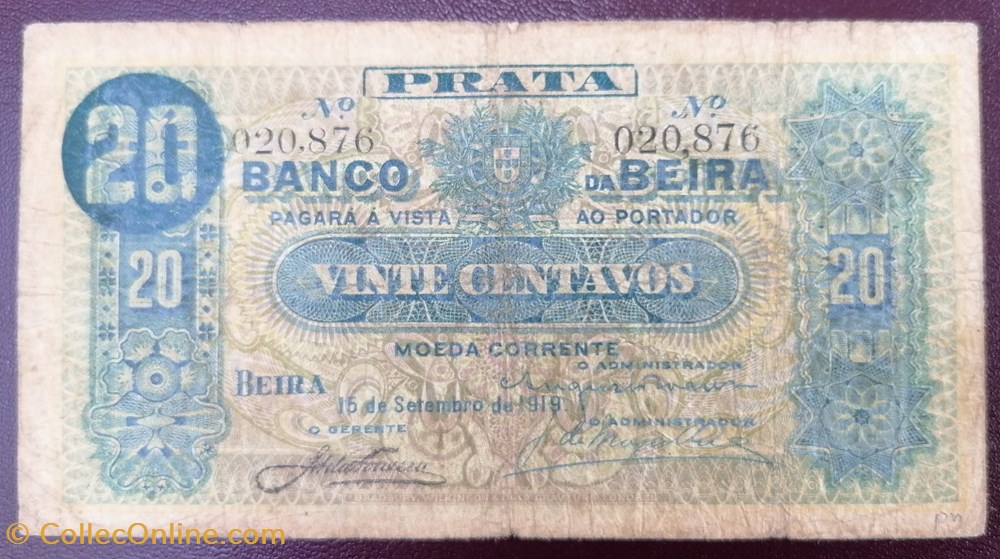 PRATA
20
Nº Nº
020,876 020,876
BANCO DA BEIRA
PAGARÁ Á VISTA AO PORTADOR
20 VINTE CENTAVOS 20
MOEDA CORRENTE
O ADMINISTRADOR
BEIRA
15 de Setembro de 1919.
O GERENTE
O ADMINISTRADOR
© CollecOnline.com